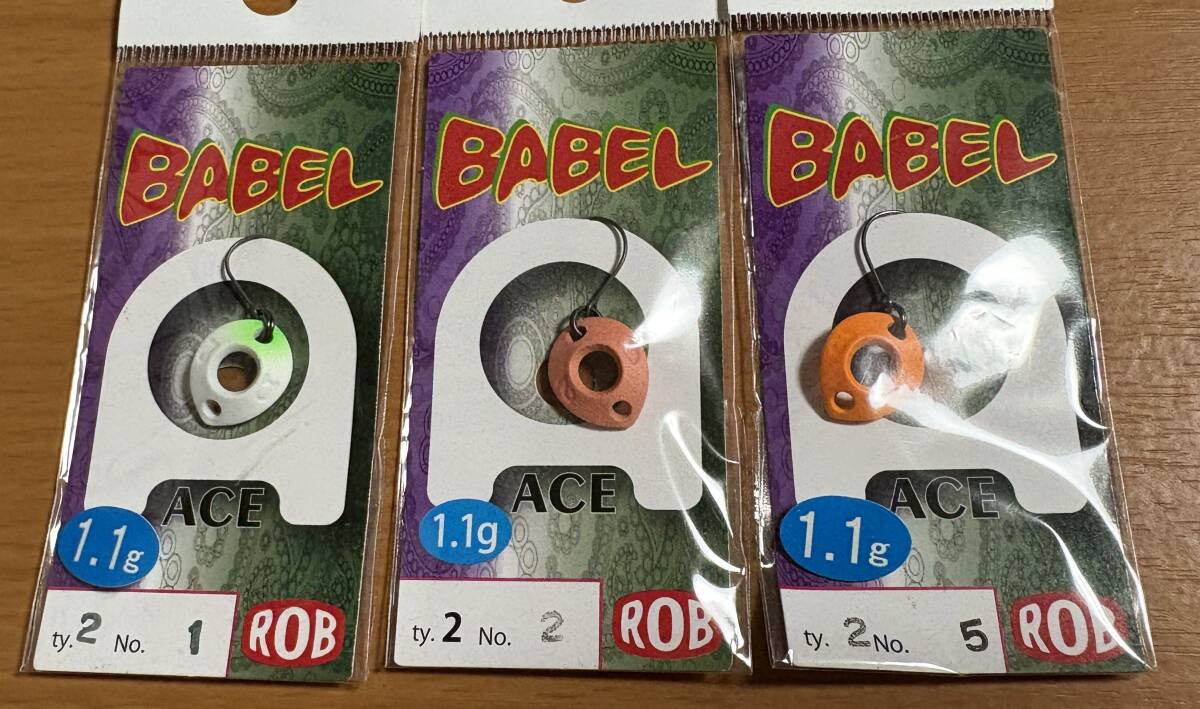 BABEL
ACE
1.1g
ty. 2 No. 1
ROB
BABEL
ACE
1.1g
ty. 2 No. 2
ROB
BABEL
ACE
1.1g
ty. 2 No. 5
ROB